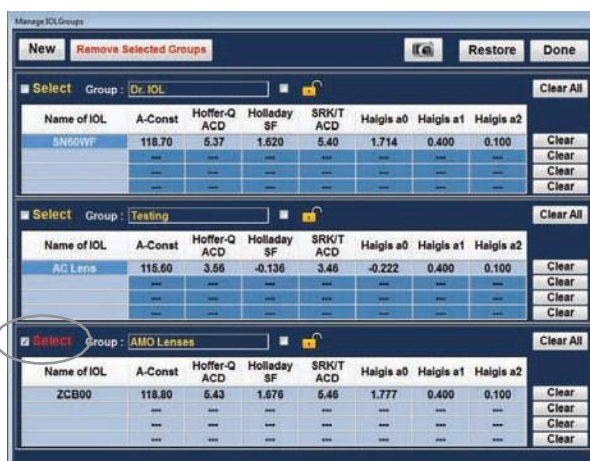 Manage IOLGroups
New Remove Selected Groups Restore Done
Select Group : Dr. IOL Clear All
Name of IOL A-Const Hoffer-Q ACD Holladay SF SRK/T ACD Haigis a0 Haigis a1 Haigis a2
SN60WF 118.70 5.37 1.620 5.40 1.714 0.400 0.100 Clear
--- --- --- --- --- --- --- Clear
--- --- --- --- --- --- --- Clear
--- --- --- --- --- --- --- Clear
Select Group : Testing Clear All
Name of IOL A-Const Hoffer-Q ACD Holladay SF SRK/T ACD Haigis a0 Haigis a1 Haigis a2
AC Lens 115.60 3.56 -0.136 3.46 -0.222 0.400 0.100 Clear
--- --- --- --- --- --- --- Clear
--- --- --- --- --- --- --- Clear
--- --- --- --- --- --- --- Clear
Select Group : AMO Lenses Clear All
Name of IOL A-Const Hoffer-Q ACD Holladay SF SRK/T ACD Haigis a0 Haigis a1 Haigis a2
ZCB00 118.80 5.43 1.676 5.46 1.777 0.400 0.100 Clear
--- --- --- --- --- --- --- Clear
--- --- --- --- --- --- --- Clear
--- --- --- --- --- --- --- Clear